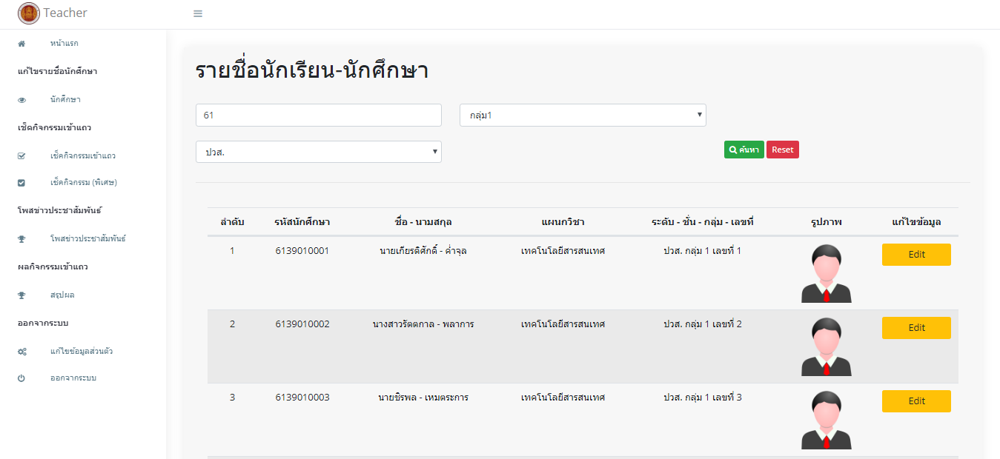 Teacher
หน้าแรก
แก้ไขรายชื่อนักศึกษา
นักศึกษา
เช็คกิจกรรมเข้าแถว
เช็คกิจกรรมเข้าแถว
เช็คกิจกรรม (พิเศษ)
โพสข่าวประชาสัมพันธ์
โพสข่าวประชาสัมพันธ์
ผลกิจกรรมเข้าแถว
สรุปผล
ออกจากระบบ
แก้ไขข้อมูลส่วนตัว
ออกจากระบบ
รายชื่อนักเรียน-นักศึกษา
61 กลุ่ม1
ปวส. ค้นหา Reset
ลำดับ รหัสนักศึกษา ชื่อ - นามสกุล แผนกวิชา ระดับ - ชั่น - กลุ่ม - เลขที่ รูปภาพ แก้ไขข้อมูล
1 6139010001 นายเกียรติศักดิ์ - ค่ำจุล เทคโนโลยีสารสนเทศ ปวส. กลุ่ม 1 เลขที่ 1 Edit
2 6139010002 นางสาวรัตตกาล - พลาการ เทคโนโลยีสารสนเทศ ปวส. กลุ่ม 1 เลขที่ 2 Edit
3 6139010003 นายชิรพล - เหมตระการ เทคโนโลยีสารสนเทศ ปวส. กลุ่ม 1 เลขที่ 3 Edit